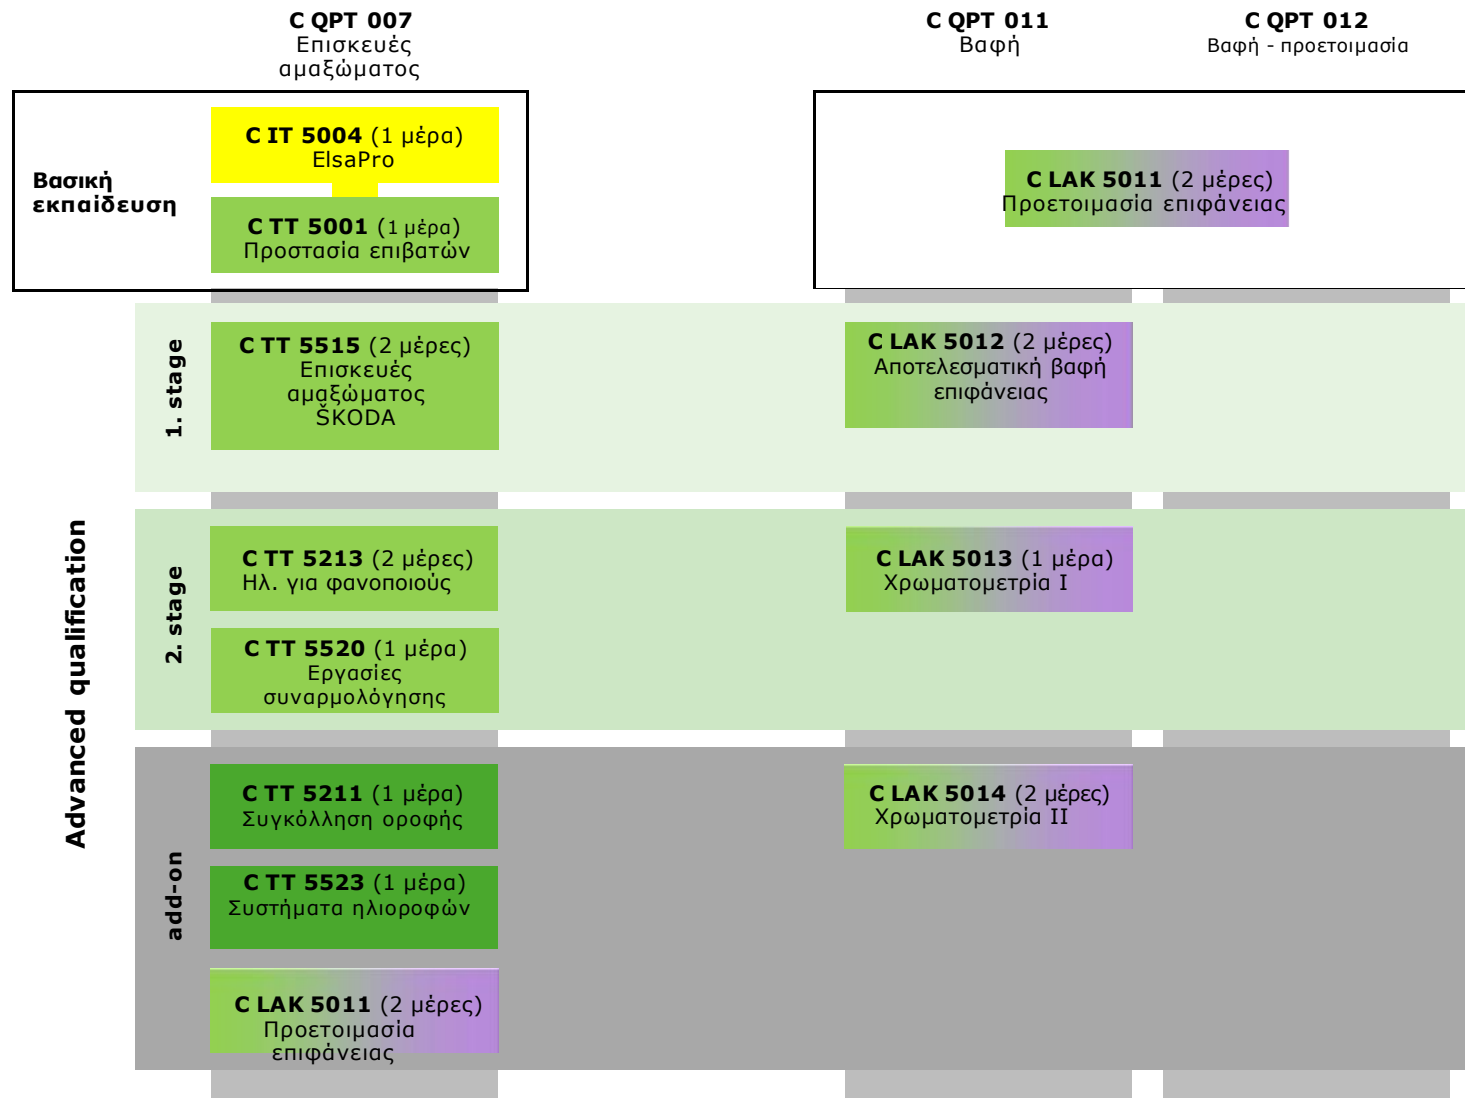 C QPT 007
Επισκευές
αμαξώματος
C QPT 011
Βαφή
C QPT 012
Βαφή - προετοιμασία
Βασική
εκπαίδευση
C IT 5004 (1 μέρα)
ElsaPro
C TT 5001 (1 μέρα)
Προστασία επιβατών
C LAK 5011 (2 μέρες)
Προετοιμασία επιφάνειας
Advanced qualification
1. stage
C TT 5515 (2 μέρες)
Επισκευές
αμαξώματος
ŠKODA
C LAK 5012 (2 μέρες)
Αποτελεσματική βαφή
επιφάνειας
2. stage
C TT 5213 (2 μέρες)
Ηλ. για φανοποιούς
C TT 5520 (1 μέρα)
Εργασίες
συναρμολόγησης
C LAK 5013 (1 μέρα)
Χρωματομετρία I
add-on
C TT 5211 (1 μέρα)
Συγκόλληση οροφής
C TT 5523 (1 μέρα)
Συστήματα ηλιοροφών
C LAK 5011 (2 μέρες)
Προετοιμασία
επιφάνειας
C LAK 5014 (2 μέρες)
Χρωματομετρία II